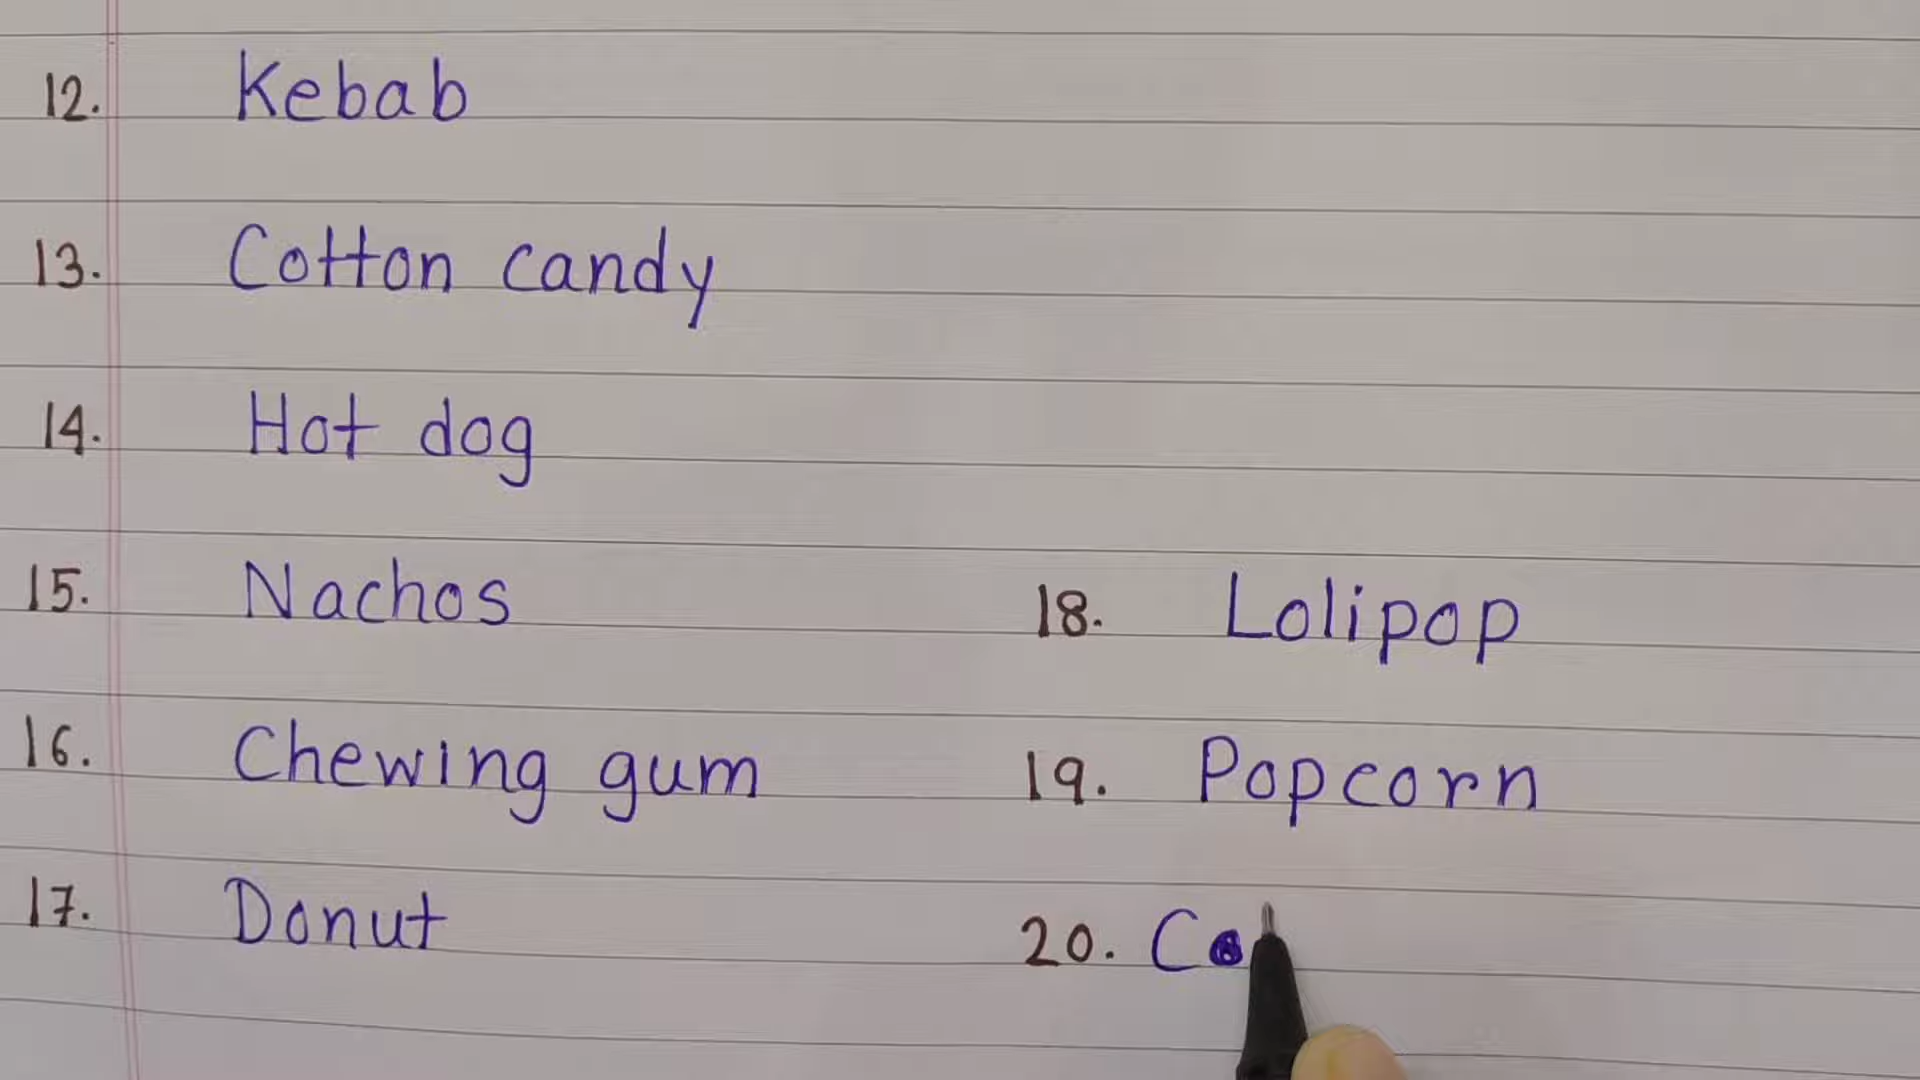 12. Kebab
13. Cotton candy
14. Hot dog
15. Nachos
16. Chewing gum
17. Donut
18. Lolipop
19. Popcorn
20.